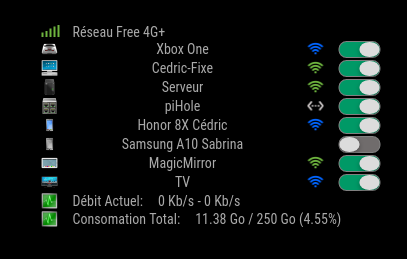 Réseau Free 4G+
Xbox One
Cedric-Fixe
Serveur
piHole
Honor 8X Cédric
Samsung A10 Sabrina
MagicMirror
TV
Débit Actuel: 0 Kb/s - 0 Kb/s
Consomation Total: 11.38 Go / 250 Go (4.55%)